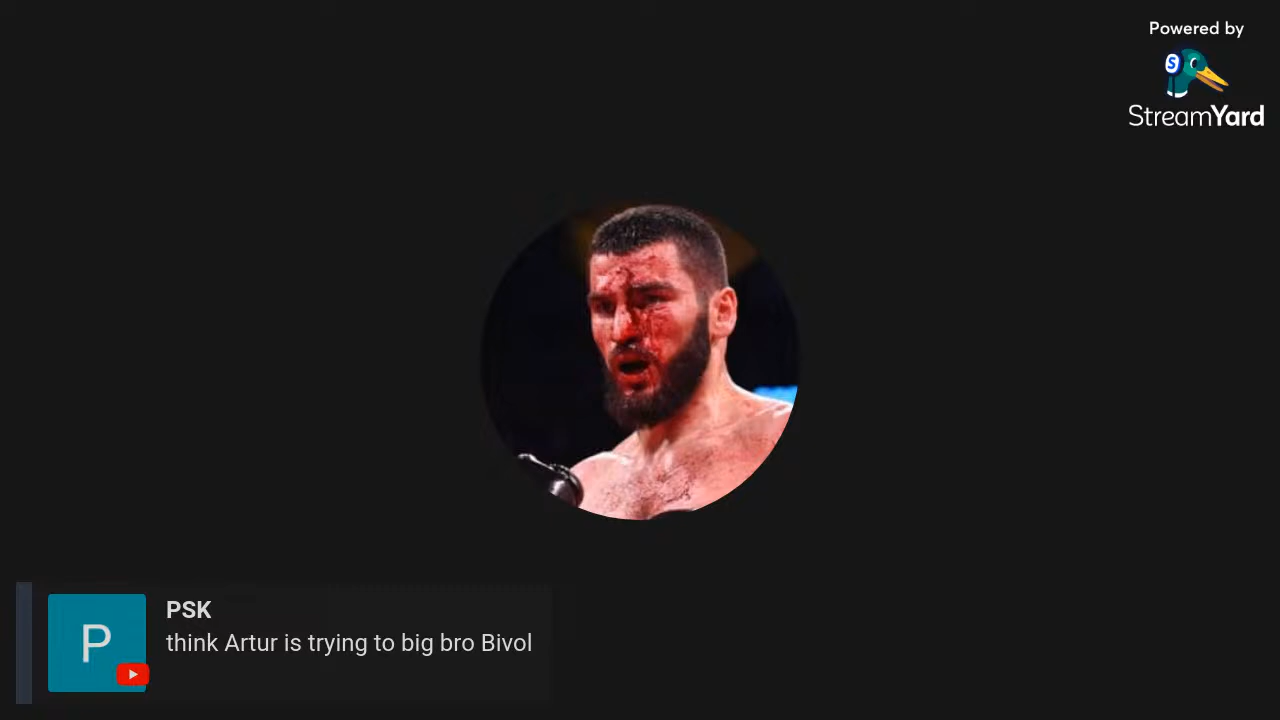 Powered by
S
StreamYard
P
PSK
think Artur is trying to big bro Bivol